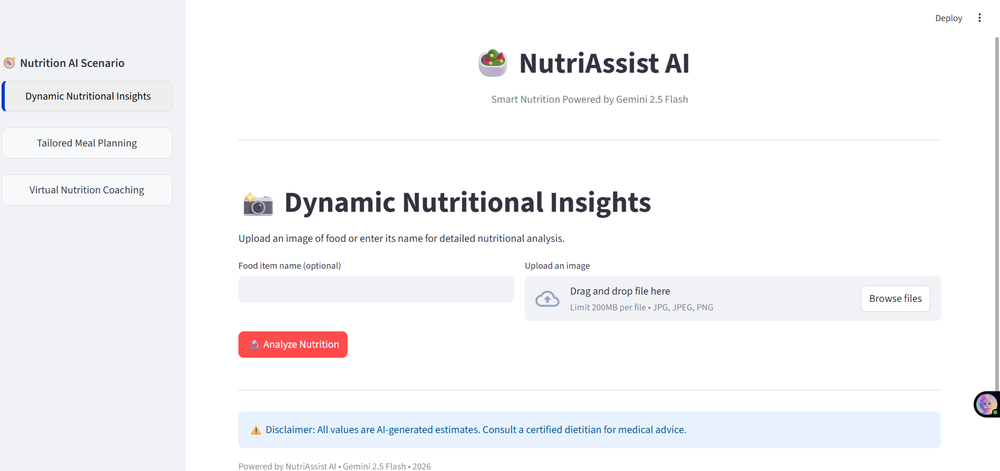 Deploy
Nutrition AI Scenario
Dynamic Nutritional Insights
Tailored Meal Planning
Virtual Nutrition Coaching
NutriAssist AI
Smart Nutrition Powered by Gemini 2.5 Flash
Dynamic Nutritional Insights
Upload an image of food or enter its name for detailed nutritional analysis.
Food item name (optional)
Upload an image
Drag and drop file here
Limit 200MB per file • JPG, JPEG, PNG
Browse files
Analyze Nutrition
Disclaimer: All values are AI-generated estimates. Consult a certified dietitian for medical advice.
Powered by NutriAssist AI • Gemini 2.5 Flash • 2026